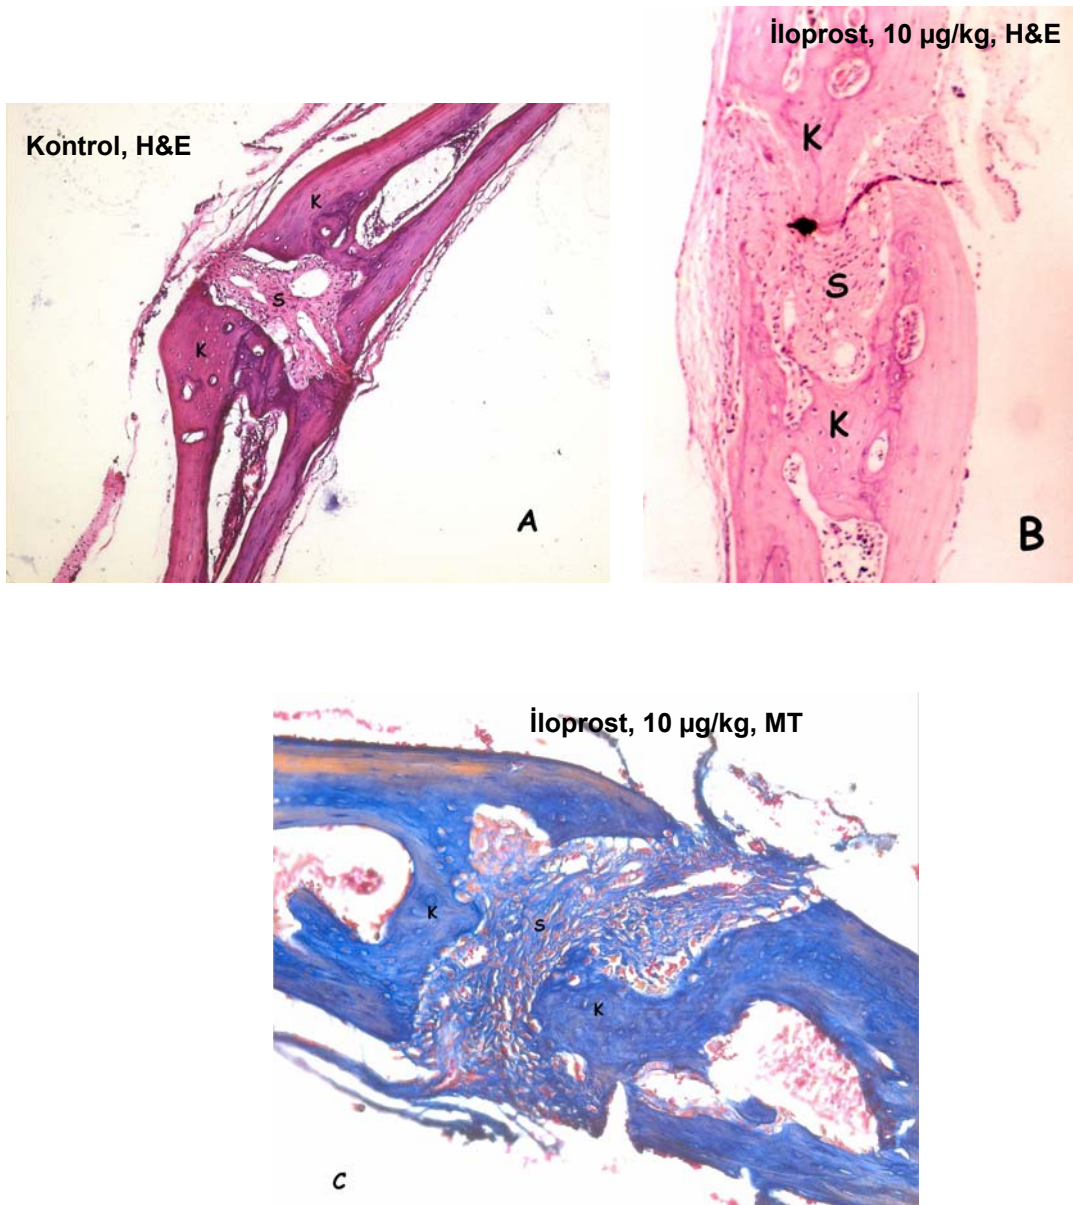 Kontrol, H&E
K
S
K
A
İloprost, 10 µg/kg, H&E
K
S
K
B
İloprost, 10 µg/kg, MT
K
S
K
C